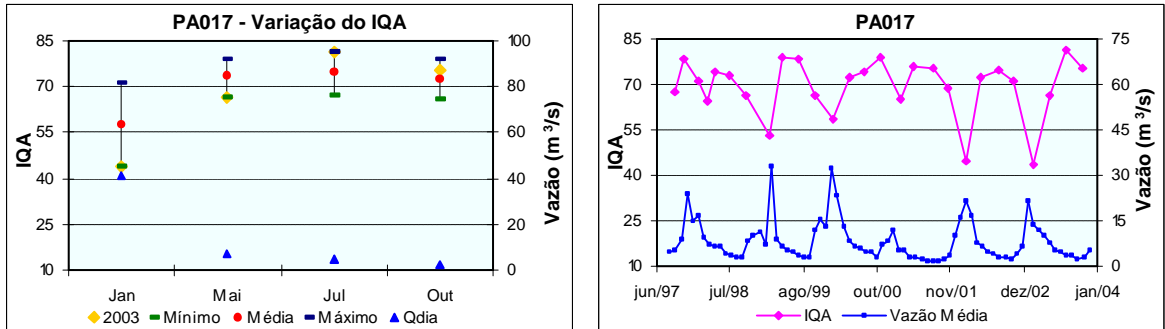 PA017 - Variação do IQA
85
70
55
40
25
10
IQA
100
80
60
40
20
0
Vazão (m³/s)
Jan Mai Jul Out
2003 Mínimo Média Máximo Qdia
PA017
85
70
55
40
25
10
IQA
75
60
45
30
15
0
Vazão (m³/s)
jun/97 jul/98 ago/99 out/00 nov/01 dez/02 jan/04
IQA Vazão Média